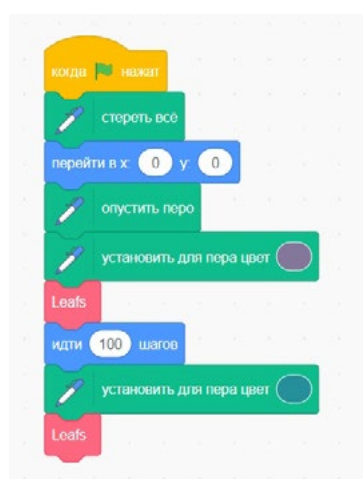 когда нажат
стереть всё
перейти в x: 0 y: 0
опустить перо
установить для пера цвет
Leafs
идти 100 шагов
установить для пера цвет
Leafs